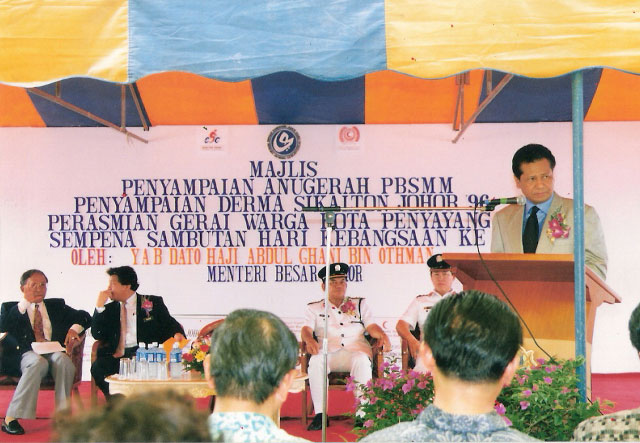 MAJLIS
PENYAMPAIAN ANUGERAH PBSMM
PENYAMPAIAN DERMA SIKALTON JOHOR 96
PERASMIAN GERAI WARGA KOTA PENYAYANG
SEMPENA SAMBUTAN HARI KEBANGSAAN KE
OLEH: YAB DATO HAJI ABDUL GHANI BIN OTHMAN
MENTERI BESAR JOHOR